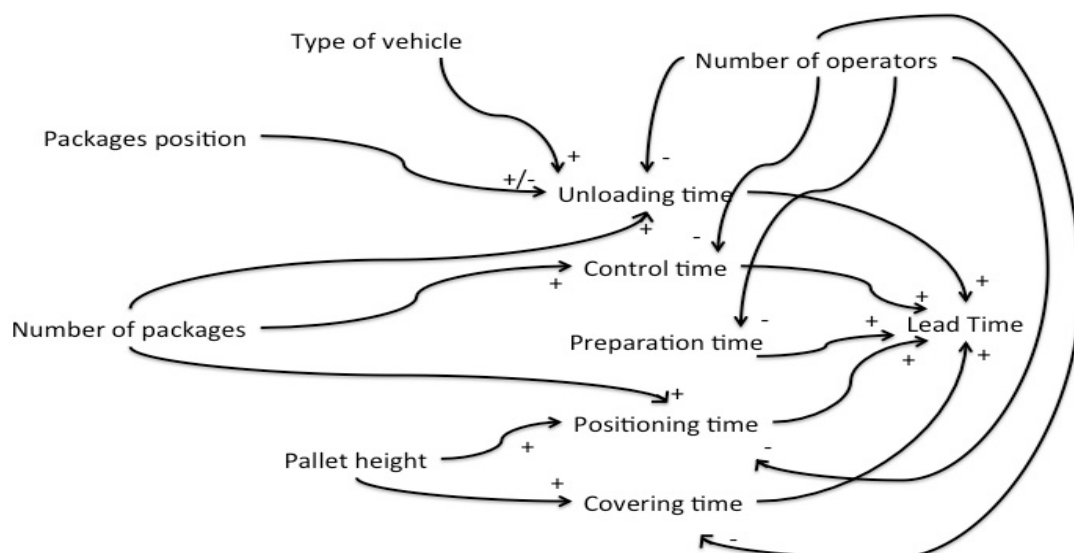 Type of vehicle
Number of operators
Packages position
+
-
+/-
Unloading time
+
-
Control time
+
+
+
Number of packages
Lead Time
-
+
Preparation time
+
+
+
Positioning time
-
+
Pallet height
+
Covering time
-